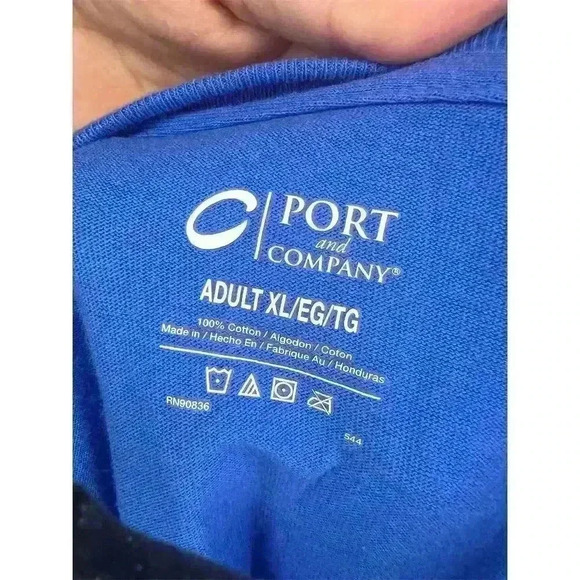 PORT
and
COMPANY®
ADULT XL/EG/TG
100% Cotton / Algodon / Coton
Made in / Hecho En / Fabrique Au / Honduras
RN90836
S44